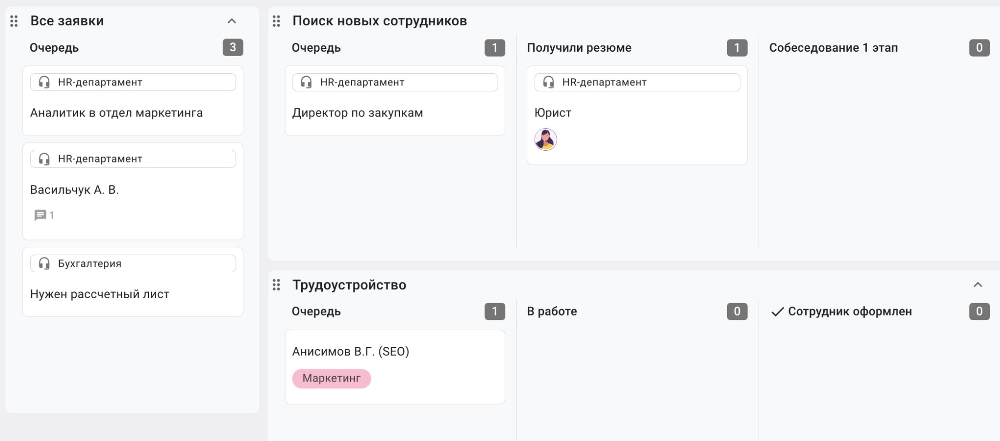 Все заявки
Очередь 3
HR-департамент
Аналитик в отдел маркетинга
HR-департамент
Васильчук А. В.
1
Бухгалтерия
Нужен рассчетный лист
Поиск новых сотрудников
Очередь 1
HR-департамент
Директор по закупкам
Получили резюме 1
HR-департамент
Юрист
Собеседование 1 этап 0
Трудоустройство
Очередь 1
Анисимов В.Г. (SEO)
Маркетинг
В работе 0
Сотрудник оформлен 0